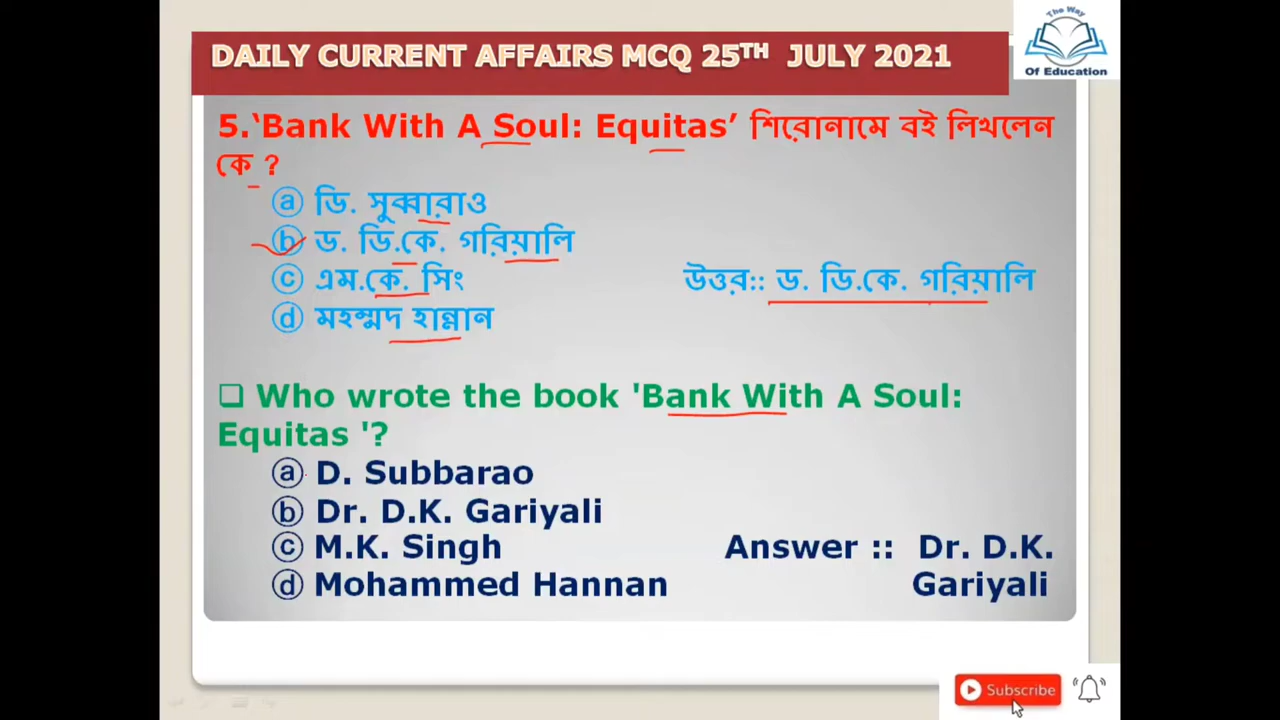 The Way
Of Education
DAILY CURRENT AFFAIRS MCQ 25TH JULY 2021
5.‘Bank With A Soul: Equitas’ শিরোনামে বই লিখলেন
কে ?
ⓐ ডি. সুব্বারাও
ⓑ ড. ডি.কে. গরিয়ালি
ⓒ এম.কে. সিং উত্তর:: ড. ডি.কে. গরিয়ালি
ⓓ মহম্মদ হান্নান
❑ Who wrote the book 'Bank With A Soul:
Equitas '?
ⓐ D. Subbarao
ⓑ Dr. D.K. Gariyali
ⓒ M.K. Singh Answer :: Dr. D.K.
ⓓ Mohammed Hannan Gariyali
Subscribe